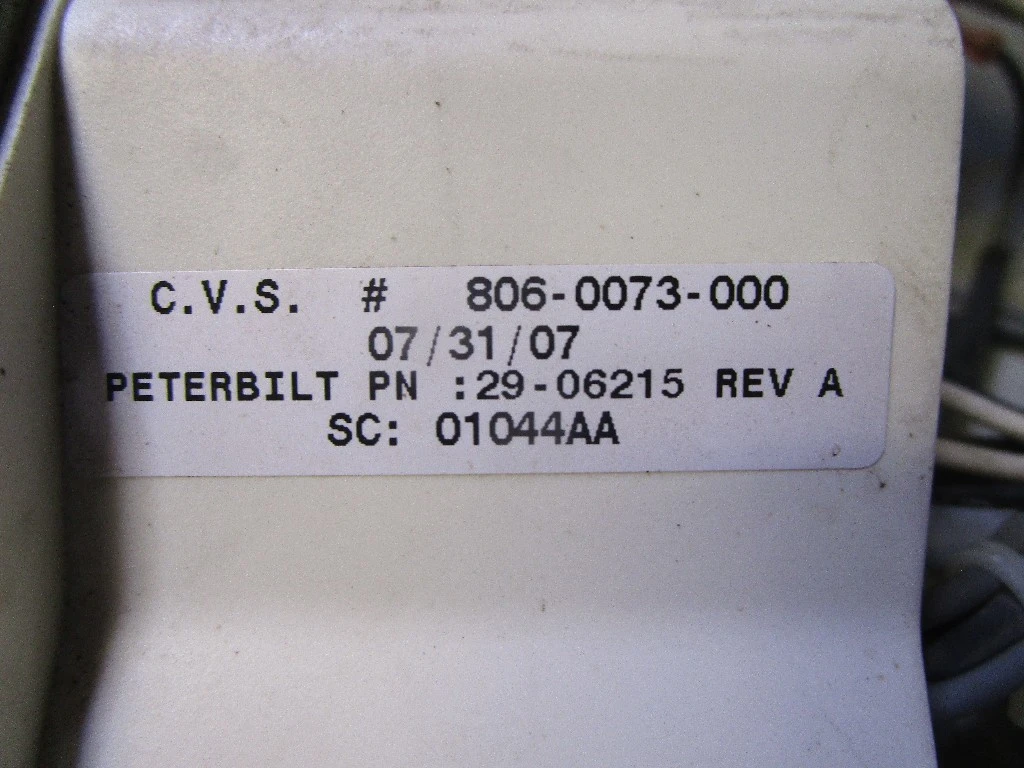 C.V.S. # 806-0073-000
07/31/07
PETERBILT PN :29-06215 REV A
SC: 01044AA